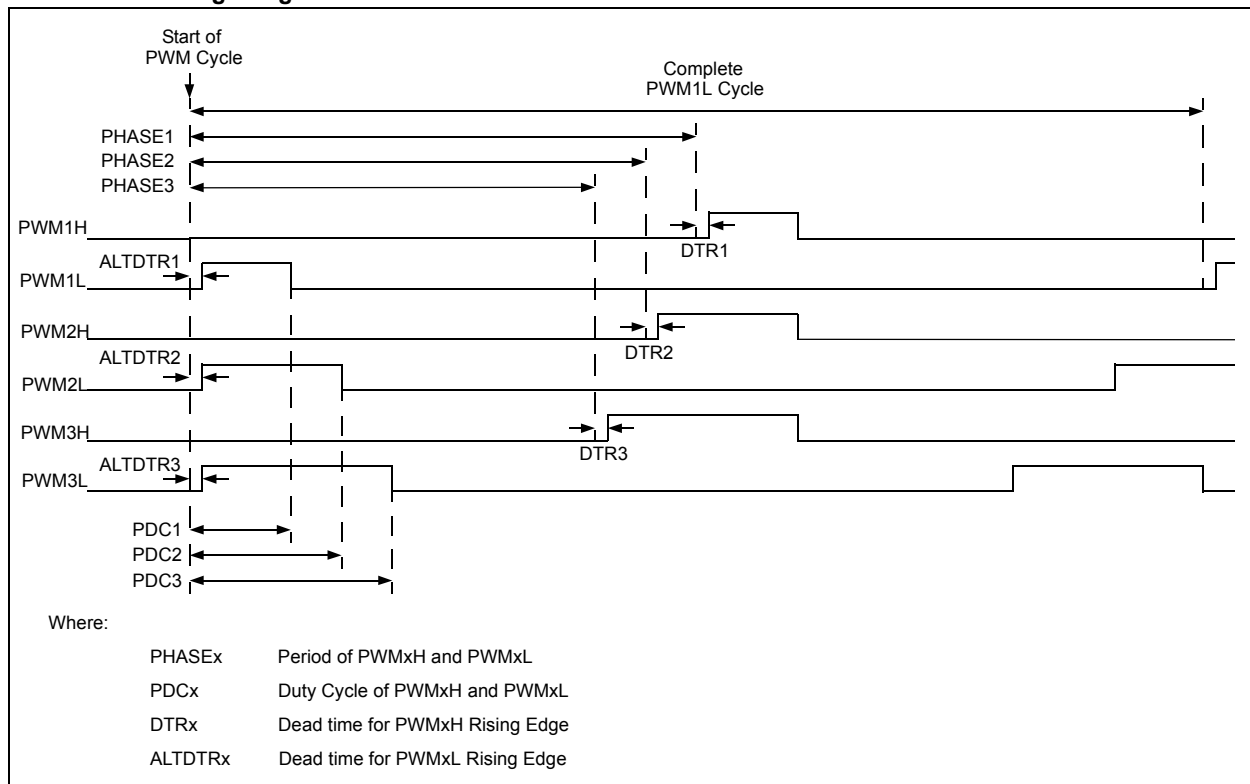 Start of
PWM Cycle
Complete
PWM1L Cycle
PHASE1
PHASE2
PHASE3
PWM1H
DTR1
ALTDTR1
PWM1L
PWM2H
DTR2
ALTDTR2
PWM2L
PWM3H
DTR3
ALTDTR3
PWM3L
PDC1
PDC2
PDC3
Where:
PHASEx Period of PWMxH and PWMxL
PDCx Duty Cycle of PWMxH and PWMxL
DTRx Dead time for PWMxH Rising Edge
ALTDTRx Dead time for PWMxL Rising Edge